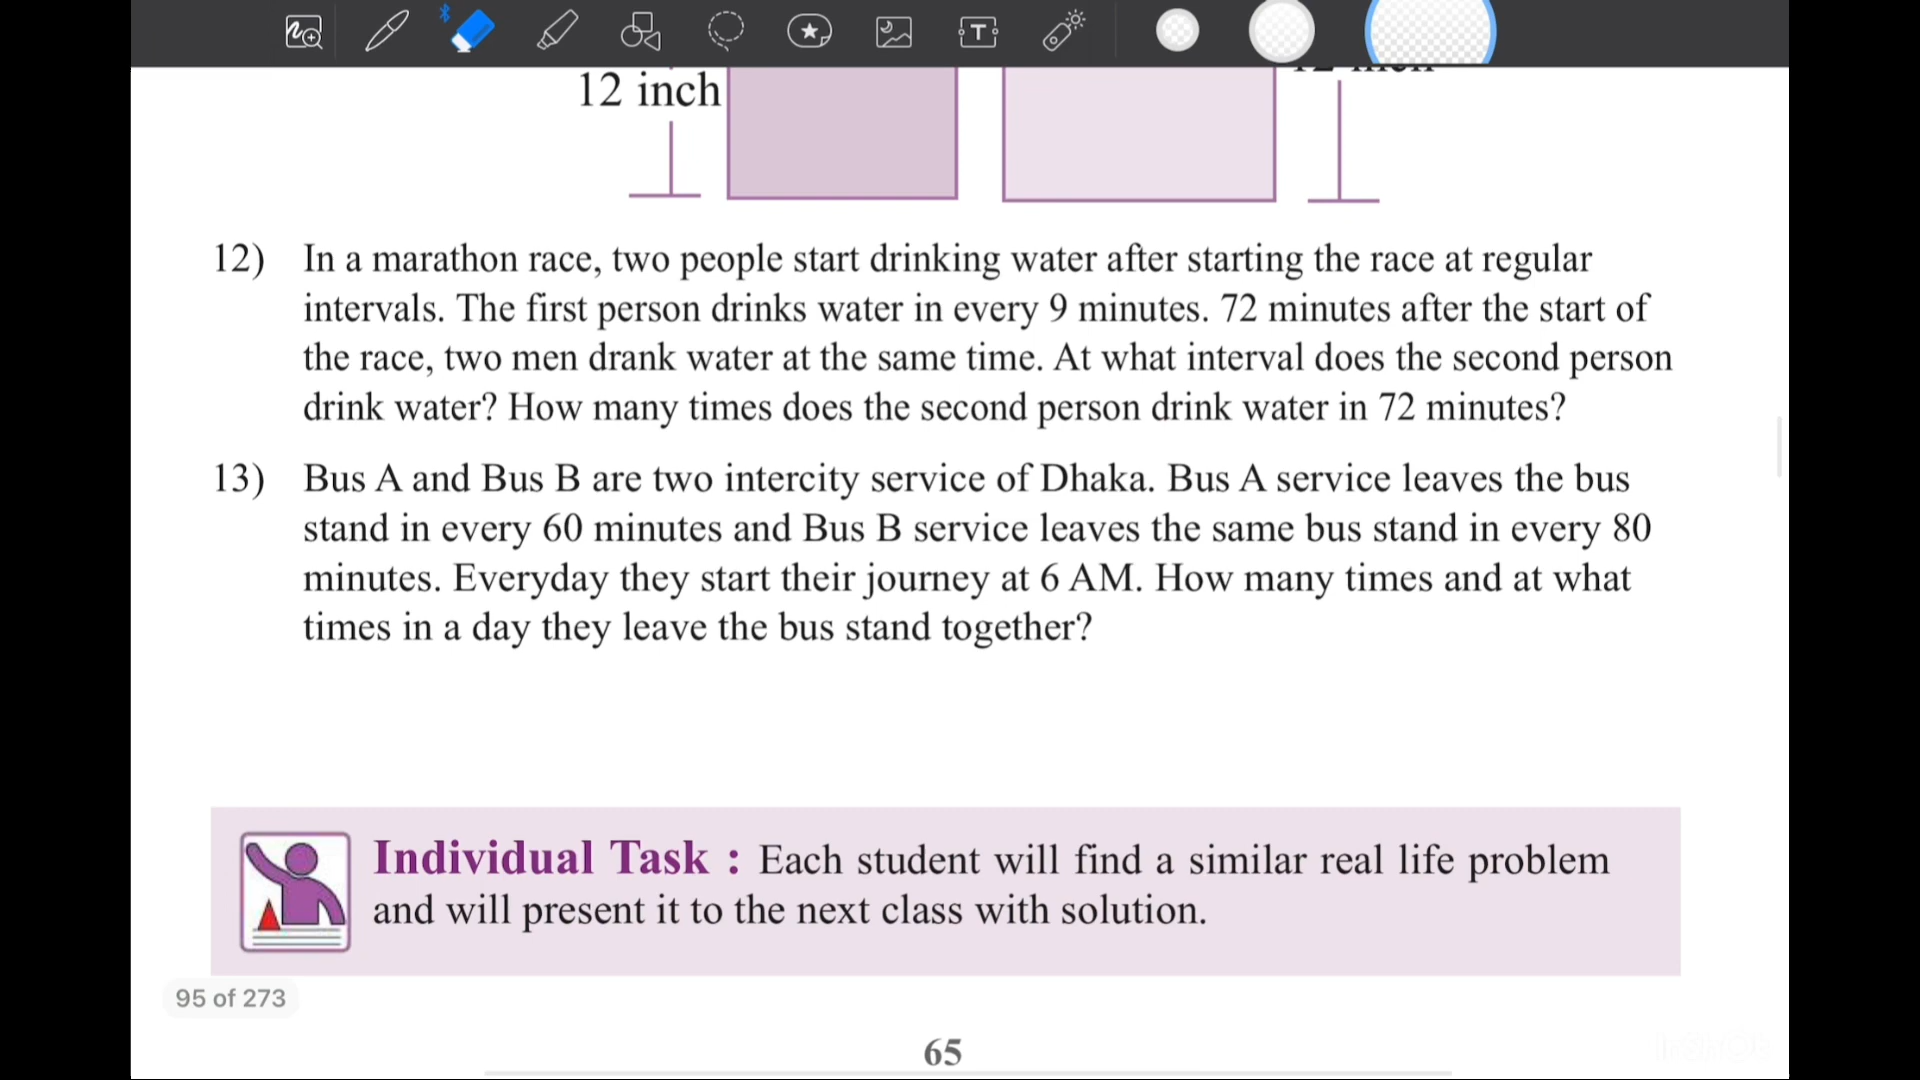 T
12 inch
12) In a marathon race, two people start drinking water after starting the race at regular
intervals. The first person drinks water in every 9 minutes. 72 minutes after the start of
the race, two men drank water at the same time. At what interval does the second person
drink water? How many times does the second person drink water in 72 minutes?
13) Bus A and Bus B are two intercity service of Dhaka. Bus A service leaves the bus
stand in every 60 minutes and Bus B service leaves the same bus stand in every 80
minutes. Everyday they start their journey at 6 AM. How many times and at what
times in a day they leave the bus stand together?
Individual Task : Each student will find a similar real life problem
and will present it to the next class with solution.
95 of 273
65